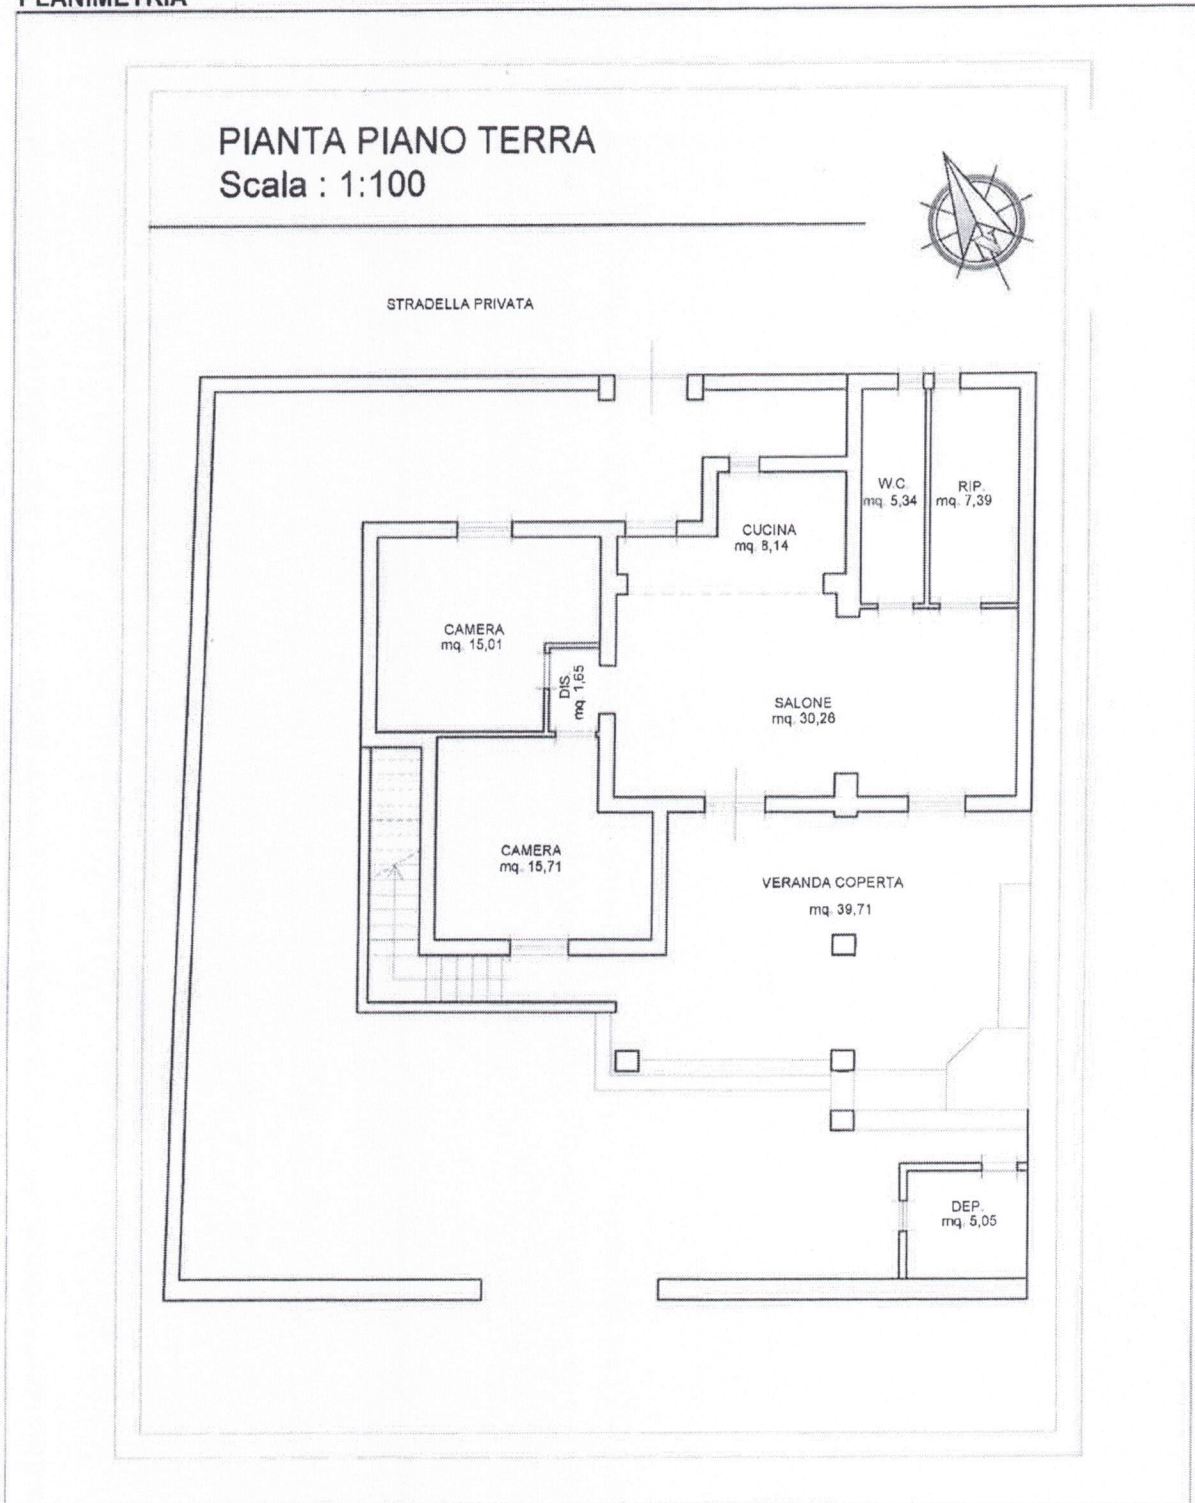 PLANIMETRIA
PIANTA PIANO TERRA
Scala : 1:100
STRADELLA PRIVATA
W.C.
mq. 5,34
RIP.
mq. 7,39
CUCINA
mq. 8,14
CAMERA
mq. 15,01
DIS.
mq. 1,65
SALONE
mq. 30,26
CAMERA
mq. 15,71
VERANDA COPERTA
mq. 39,71
DEP.
mq. 5,05